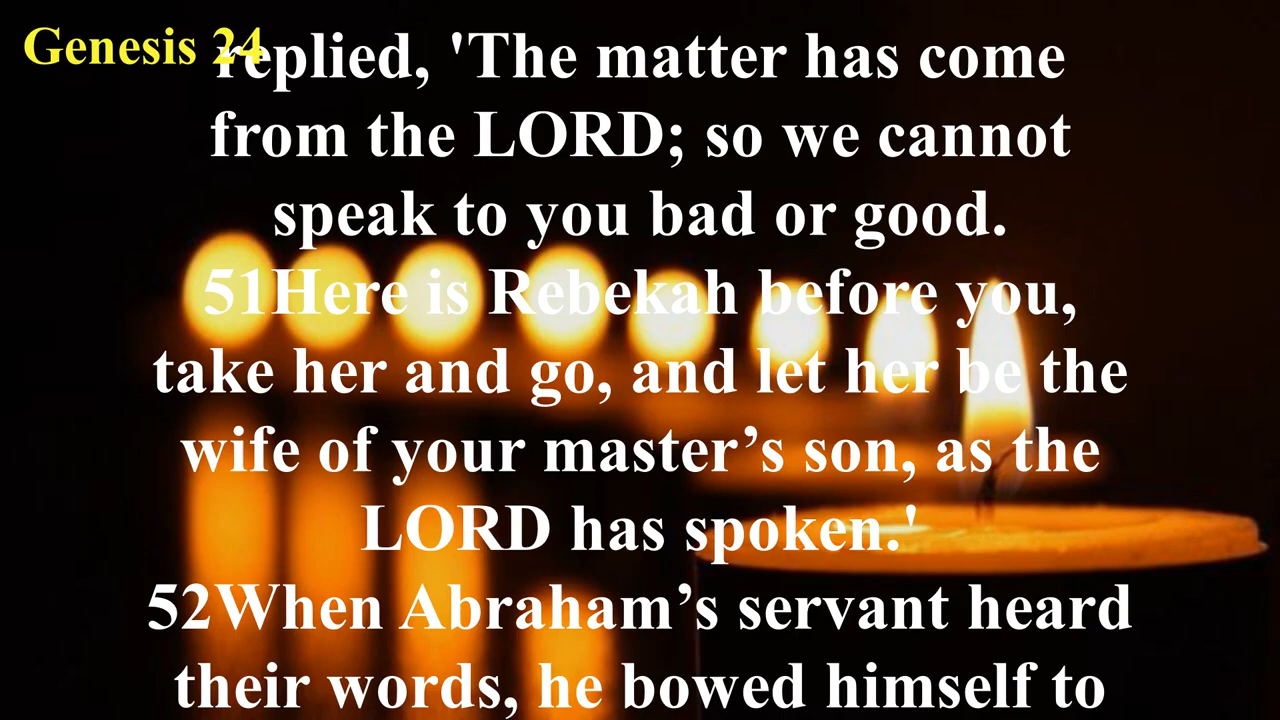 Genesis 24
replied, 'The matter has come
from the LORD; so we cannot
speak to you bad or good.
51Here is Rebekah before you,
take her and go, and let her be the
wife of your master’s son, as the
LORD has spoken.'
52When Abraham’s servant heard
their words, he bowed himself to